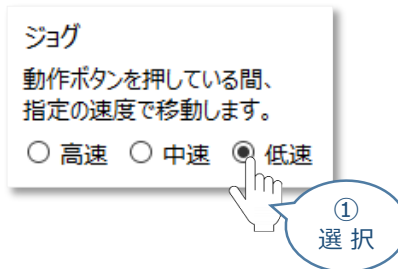 ジョグ
動作ボタンを押している間、
指定の速度で移動します。
高速 中速 低速
①
選 択